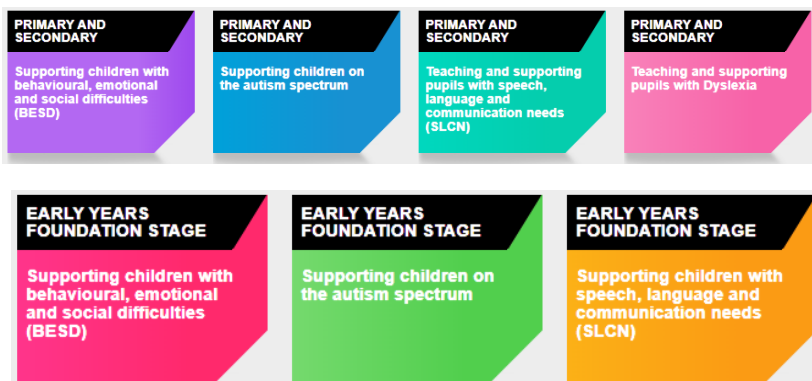 PRIMARY AND
SECONDARY
Supporting children with
behavioural, emotional
and social difficulties
(BESD)
PRIMARY AND
SECONDARY
Supporting children on
the autism spectrum
PRIMARY AND
SECONDARY
Teaching and supporting
pupils with speech,
language and
communication needs
(SLCN)
PRIMARY AND
SECONDARY
Teaching and supporting
pupils with Dyslexia
EARLY YEARS
FOUNDATION STAGE
Supporting children with
behavioural, emotional
and social difficulties
(BESD)
EARLY YEARS
FOUNDATION STAGE
Supporting children on
the autism spectrum
EARLY YEARS
FOUNDATION STAGE
Supporting children with
speech, language and
communication needs
(SLCN)